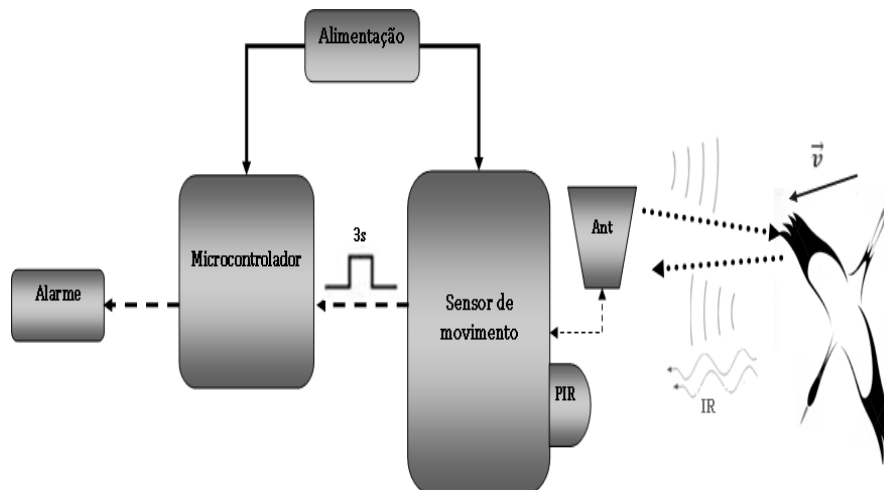 Alimentação
v
Ant
3s
Microcontrolador
Alarme
Sensor de
movimento
PIR
IR